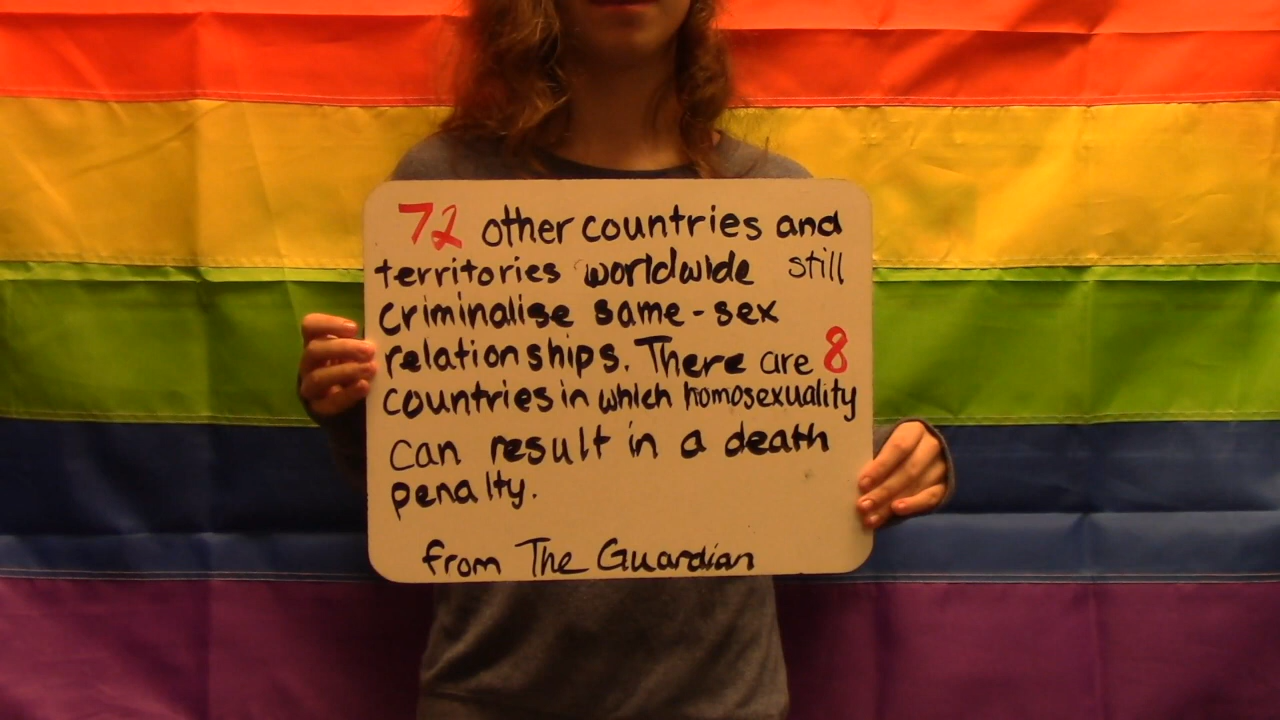 72 other countries and
territories worldwide still
criminalise same-sex
relationships. There are 8
countries in which homosexuality
can result in a death
penalty.
from The Guardian